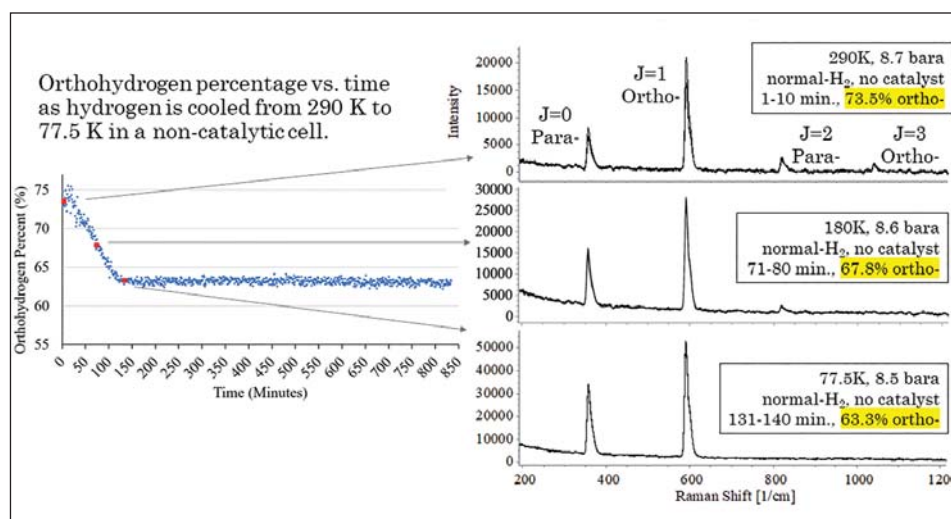 Orthohydrogen percentage vs. time
as hydrogen is cooled from 290 K to
77.5 K in a non-catalytic cell.
Orthohydrogen Percent (%)
75
70
65
60
55
0
50
100
150
200
250
300
350
400
450
500
550
600
650
700
750
800
850
Time (Minutes)
Intensity
20000
15000
10000
5000
0
J=0
Para-
J=1
Ortho-
J=2
Para-
J=3
Ortho-
290K, 8.7 bara
normal-H₂, no catalyst
1-10 min., 73.5% ortho-
30000
25000
20000
15000
10000
5000
0
180K, 8.6 bara
normal-H₂, no catalyst
71-80 min., 67.8% ortho-
50000
40000
30000
20000
10000
0
77.5K, 8.5 bara
normal-H₂, no catalyst
131-140 min., 63.3% ortho-
200
400
600
800
1000
1200
Raman Shift [1/cm]